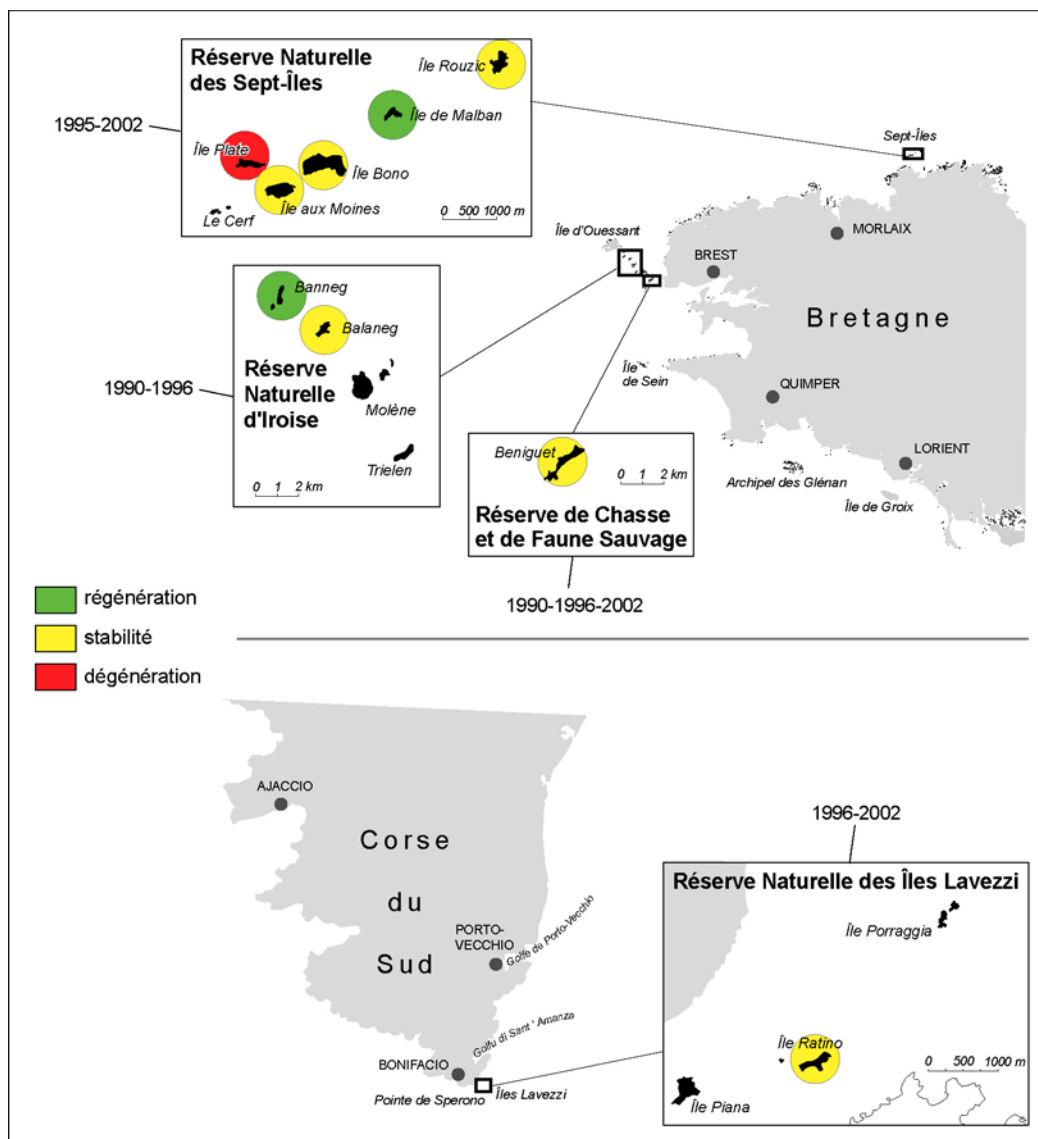 Réserve Naturelle
des Sept-Îles
Île Rouzic
Île de Malban
1995-2002
Île Plate
Île Bono
Île aux Moines
Le Cerf
0 500 1000 m
Sept-Îles
Île d'Ouessant
MORLAIX
BREST
Bretagne
Banneg
Balaneg
1990-1996
Réserve
Naturelle
d'Iroise
Molène
Trielen
0 1 2 km
Île
de Sein
QUIMPER
LORIENT
Archipel des Glénan
Île de Groix
Beniguet
0 1 2 km
Réserve de Chasse
et de Faune Sauvage
1990-1996-2002
régénération
stabilité
dégénération
AJACCIO
Corse
du
Sud
PORTO-
VECCHIO
Golfe de Porto-Vecchio
Golfu di Sant ' Amanza
BONIFACIO
Pointe de Sperono
Îles Lavezzi
1996-2002
Réserve Naturelle des Îles Lavezzi
Île Porraggia
Île Ratino
0 500 1000 m
Île Piana